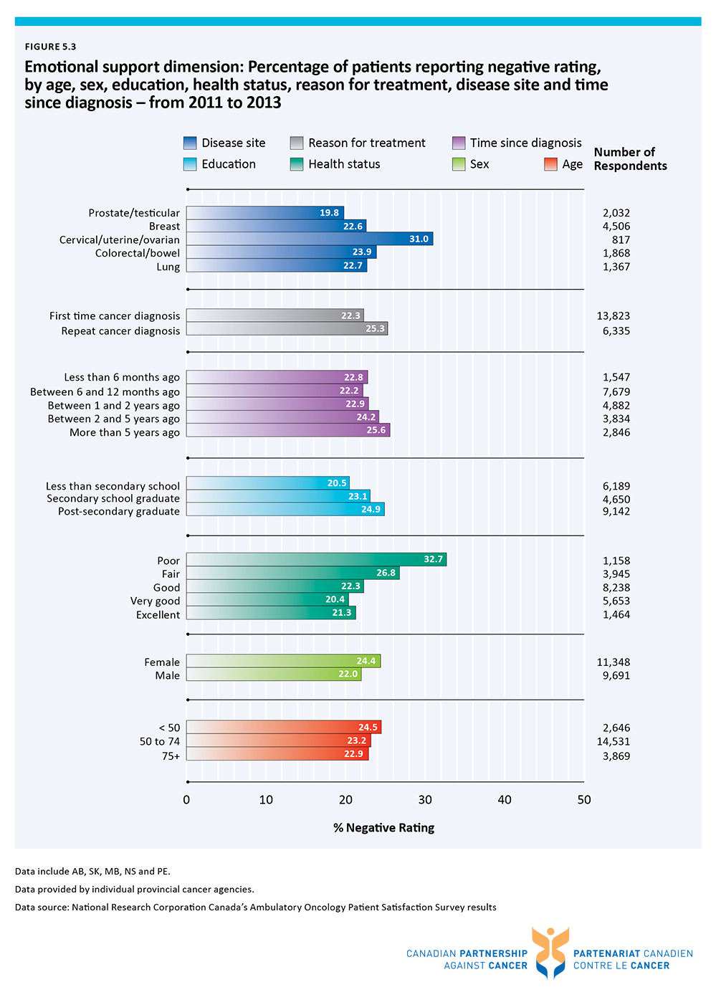 FIGURE 5.3
Emotional support dimension: Percentage of patients reporting negative rating,
by age, sex, education, health status, reason for treatment, disease site and time
since diagnosis – from 2011 to 2013
Disease site Reason for treatment Time since diagnosis
Education Health status Sex Age
Number of
Respondents
Prostate/testicular 19.8 2,032
Breast 22.6 4,506
Cervical/uterine/ovarian 31.0 817
Colorectal/bowel 23.9 1,868
Lung 22.7 1,367
First time cancer diagnosis 22.3 13,823
Repeat cancer diagnosis 25.3 6,335
Less than 6 months ago 22.8 1,547
Between 6 and 12 months ago 22.2 7,679
Between 1 and 2 years ago 22.9 4,882
Between 2 and 5 years ago 24.2 3,834
More than 5 years ago 25.6 2,846
Less than secondary school 20.5 6,189
Secondary school graduate 23.1 4,650
Post-secondary graduate 24.9 9,142
Poor 32.7 1,158
Fair 26.8 3,945
Good 22.3 8,238
Very good 20.4 5,653
Excellent 21.3 1,464
Female 24.4 11,348
Male 22.0 9,691
< 50 24.5 2,646
50 to 74 23.2 14,531
75+ 22.9 3,869
0 10 20 30 40 50
% Negative Rating
Data include AB, SK, MB, NS and PE.
Data provided by individual provincial cancer agencies.
Data source: National Research Corporation Canada's Ambulatory Oncology Patient Satisfaction Survey results
CANADIAN PARTNERSHIP
AGAINST CANCER
PARTENARIAT CANADIEN
CONTRE LE CANCER